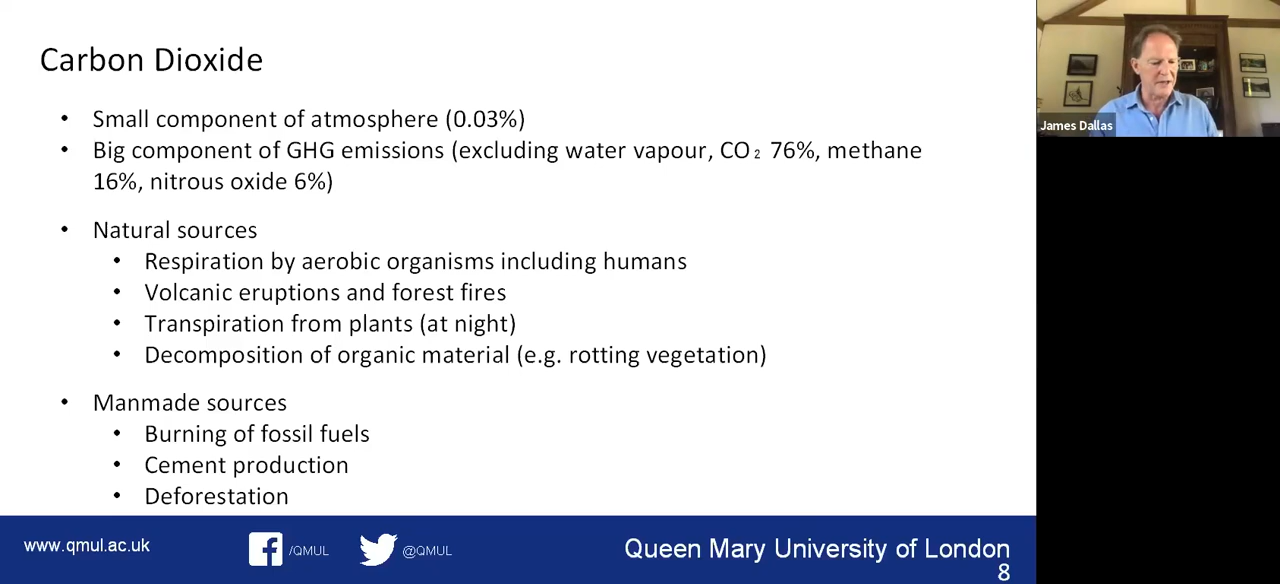 Carbon Dioxide
• Small component of atmosphere (0.03%)
• Big component of GHG emissions (excluding water vapour, CO₂ 76%, methane
16%, nitrous oxide 6%)
• Natural sources
• Respiration by aerobic organisms including humans
• Volcanic eruptions and forest fires
• Transpiration from plants (at night)
• Decomposition of organic material (e.g. rotting vegetation)
• Manmade sources
• Burning of fossil fuels
• Cement production
• Deforestation
James Dallas
www.qmul.ac.uk
/QMUL
@QMUL
Queen Mary University of London
8